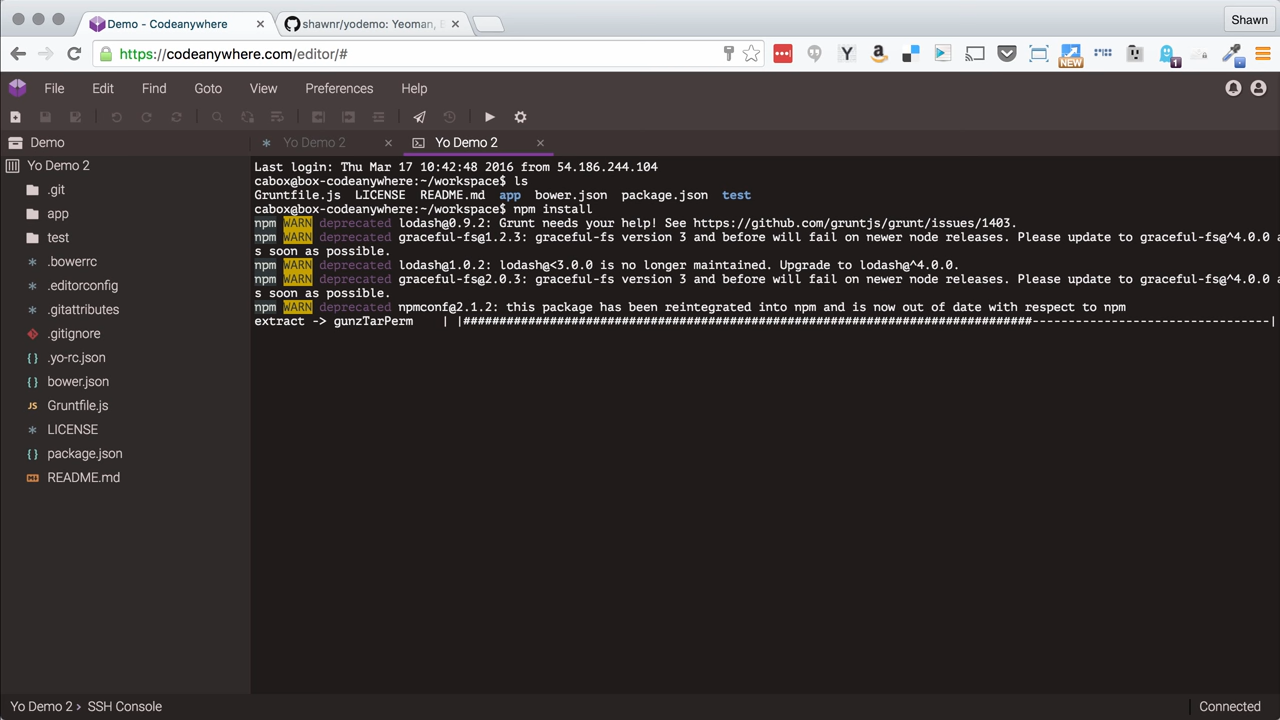 Demo - Codeanywhere
shawnr/yodemo: Yeoman,
Shawn
https://codeanywhere.com/editor/#
Y
NEW
1
File Edit Find Goto View Preferences Help
Demo
Yo Demo 2
Yo Demo 2
Yo Demo 2
.git
app
test
.bowerrc
.editorconfig
.gitattributes
.gitignore
{ } .yo-rc.json
{ } bower.json
JS Gruntfile.js
LICENSE
{ } package.json
README.md
Last login: Thu Mar 17 10:42:48 2016 from 54.186.244.104
cabox@box-codeanywhere:~/workspace$ ls
Gruntfile.js LICENSE README.md app bower.json package.json test
cabox@box-codeanywhere:~/workspace$ npm install
npm WARN deprecated lodash@0.9.2: Grunt needs your help! See https://github.com/gruntjs/grunt/issues/1403.
npm WARN deprecated graceful-fs@1.2.3: graceful-fs version 3 and before will fail on newer node releases. Please update to graceful-fs@^4.0.0 a
s soon as possible.
npm WARN deprecated lodash@1.0.2: lodash@<3.0.0 is no longer maintained. Upgrade to lodash@^4.0.0.
npm WARN deprecated graceful-fs@2.0.3: graceful-fs version 3 and before will fail on newer node releases. Please update to graceful-fs@^4.0.0 a
s soon as possible.
npm WARN deprecated npmconf@2.1.2: this package has been reintegrated into npm and is now out of date with respect to npm
extract -> gunzTarPerm | |###############################################################################---------------------------------|
Yo Demo 2 › SSH Console
Connected